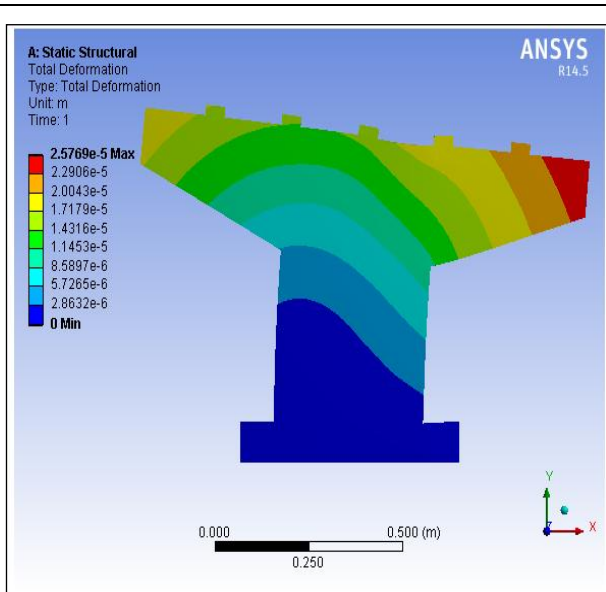 A: Static Structural
Total Deformation
Type: Total Deformation
Unit: m
Time: 1
ANSYS
R14.5
2.5769e-5 Max
2.2906e-5
2.0043e-5
1.7179e-5
1.4316e-5
1.1453e-5
8.5897e-6
5.7265e-6
2.8632e-6
0 Min
Y
Z X
0.000 0.500 (m)
0.250